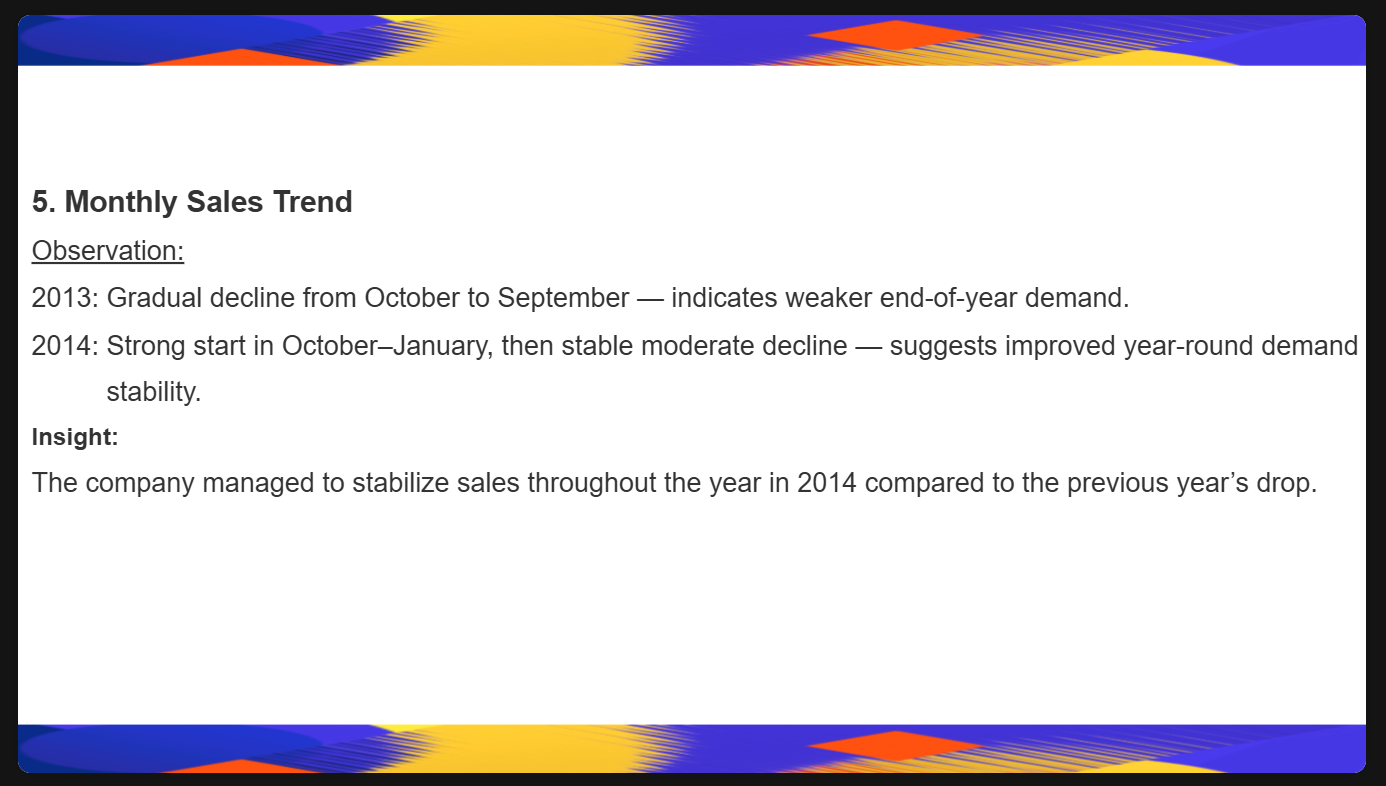 5. Monthly Sales Trend
Observation:
2013: Gradual decline from October to September — indicates weaker end-of-year demand.
2014: Strong start in October–January, then stable moderate decline — suggests improved year-round demand
stability.
Insight:
The company managed to stabilize sales throughout the year in 2014 compared to the previous year’s drop.